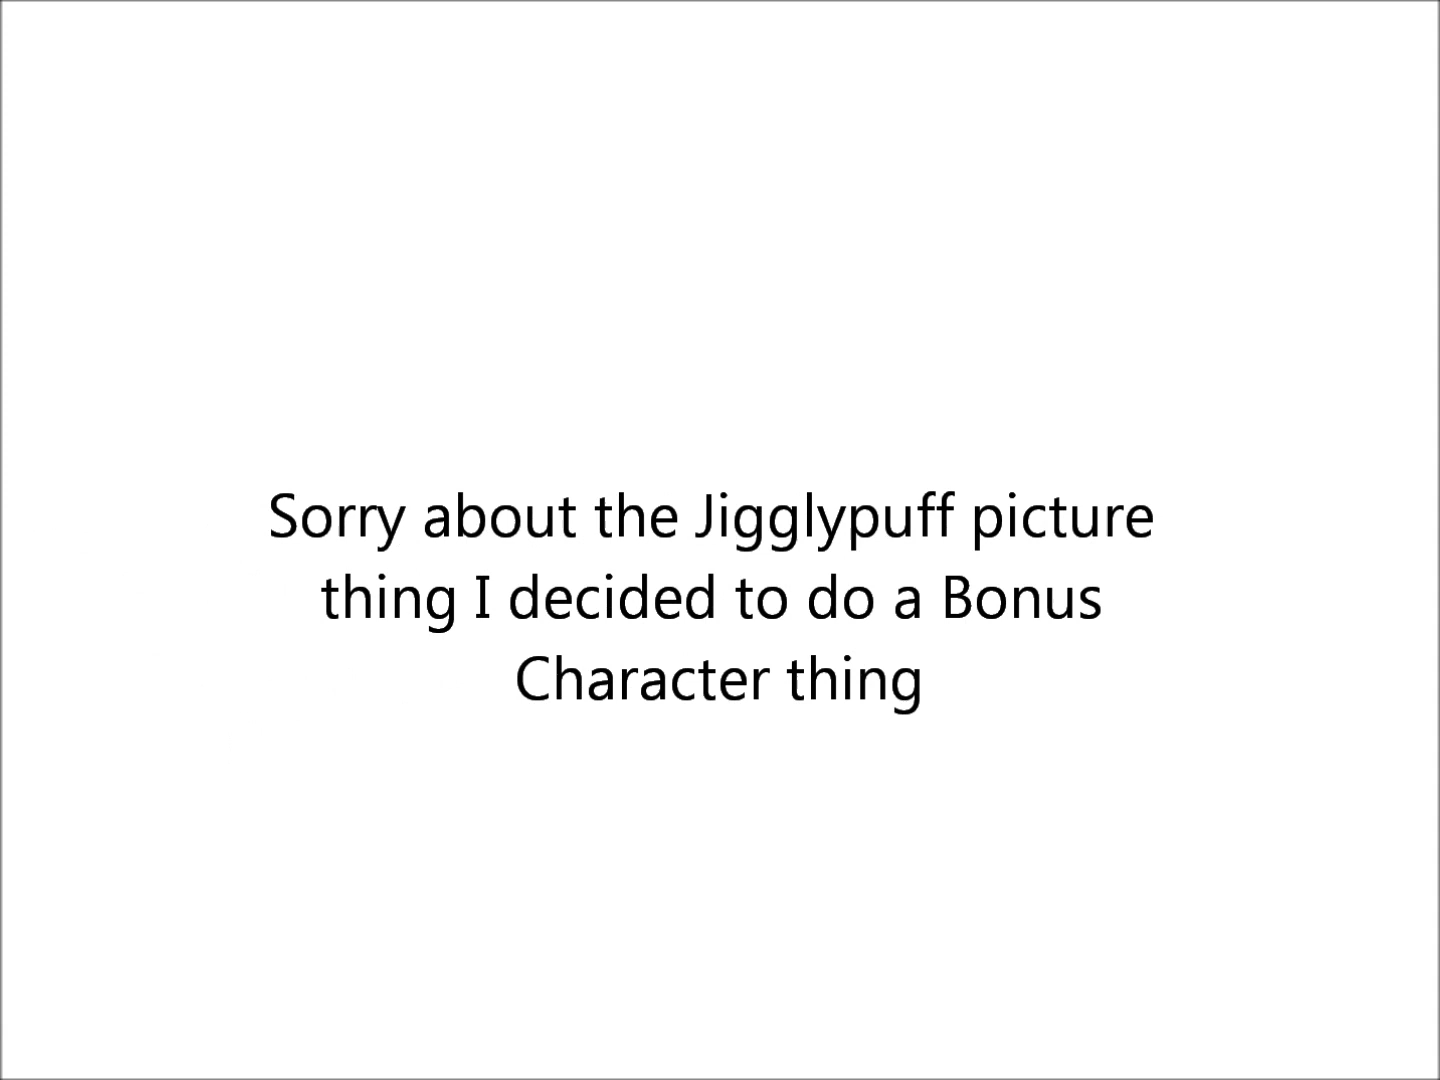 Sorry about the Jigglypuff picture
thing I decided to do a Bonus
Character thing